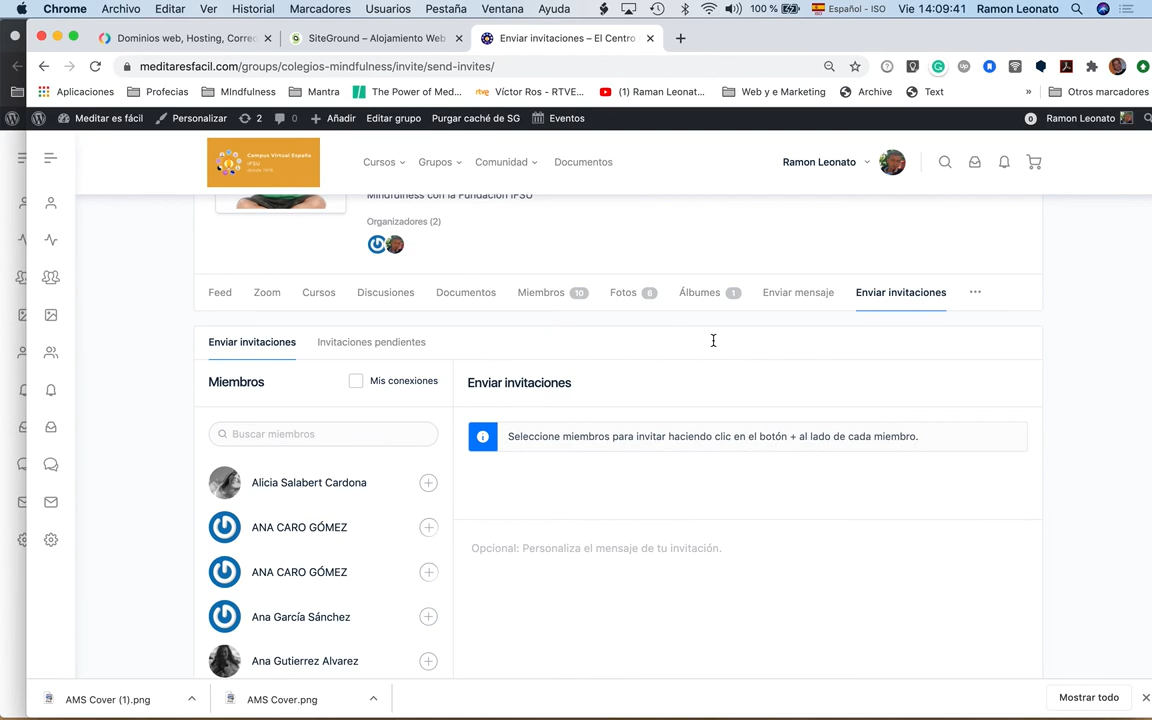 Chrome Archivo Editar Ver Historial Marcadores Usuarios Pestaña Ventana Ayuda 100 % Español - ISO Vie 14:09:41 Ramon Leonato
Dominios web, Hosting, Corre
SiteGround – Alojamiento Web
Enviar invitaciones – El Centro
meditaresfacil.com/groups/colegios-mindfulness/invite/send-invites/
Aplicaciones Profecias MIndfulness Mantra The Power of Med... Víctor Ros - RTVE... (1) Raman Leonat... Web y e Marketing Archive Text » Otros marcadores
Meditar es fácil Personalizar 2 0 Añadir Editar grupo Purgar caché de SG Eventos 0 Ramon Leonato
Campus Virtual España
IFSU
desde 1978
Cursos Grupos Comunidad Documentos Ramon Leonato
Mindfulness con la Fundación IFSU
Organizadores (2)
Feed Zoom Cursos Discusiones Documentos Miembros 10 Fotos 6 Álbumes 1 Enviar mensaje Enviar invitaciones ...
Enviar invitaciones Invitaciones pendientes
Miembros Mis conexiones Enviar invitaciones
Buscar miembros
Seleccione miembros para invitar haciendo clic en el botón + al lado de cada miembro.
Alicia Salabert Cardona
ANA CARO GÓMEZ
Opcional: Personaliza el mensaje de tu invitación.
ANA CARO GÓMEZ
Ana García Sánchez
Ana Gutierrez Alvarez
AMS Cover (1).png AMS Cover.png Mostrar todo